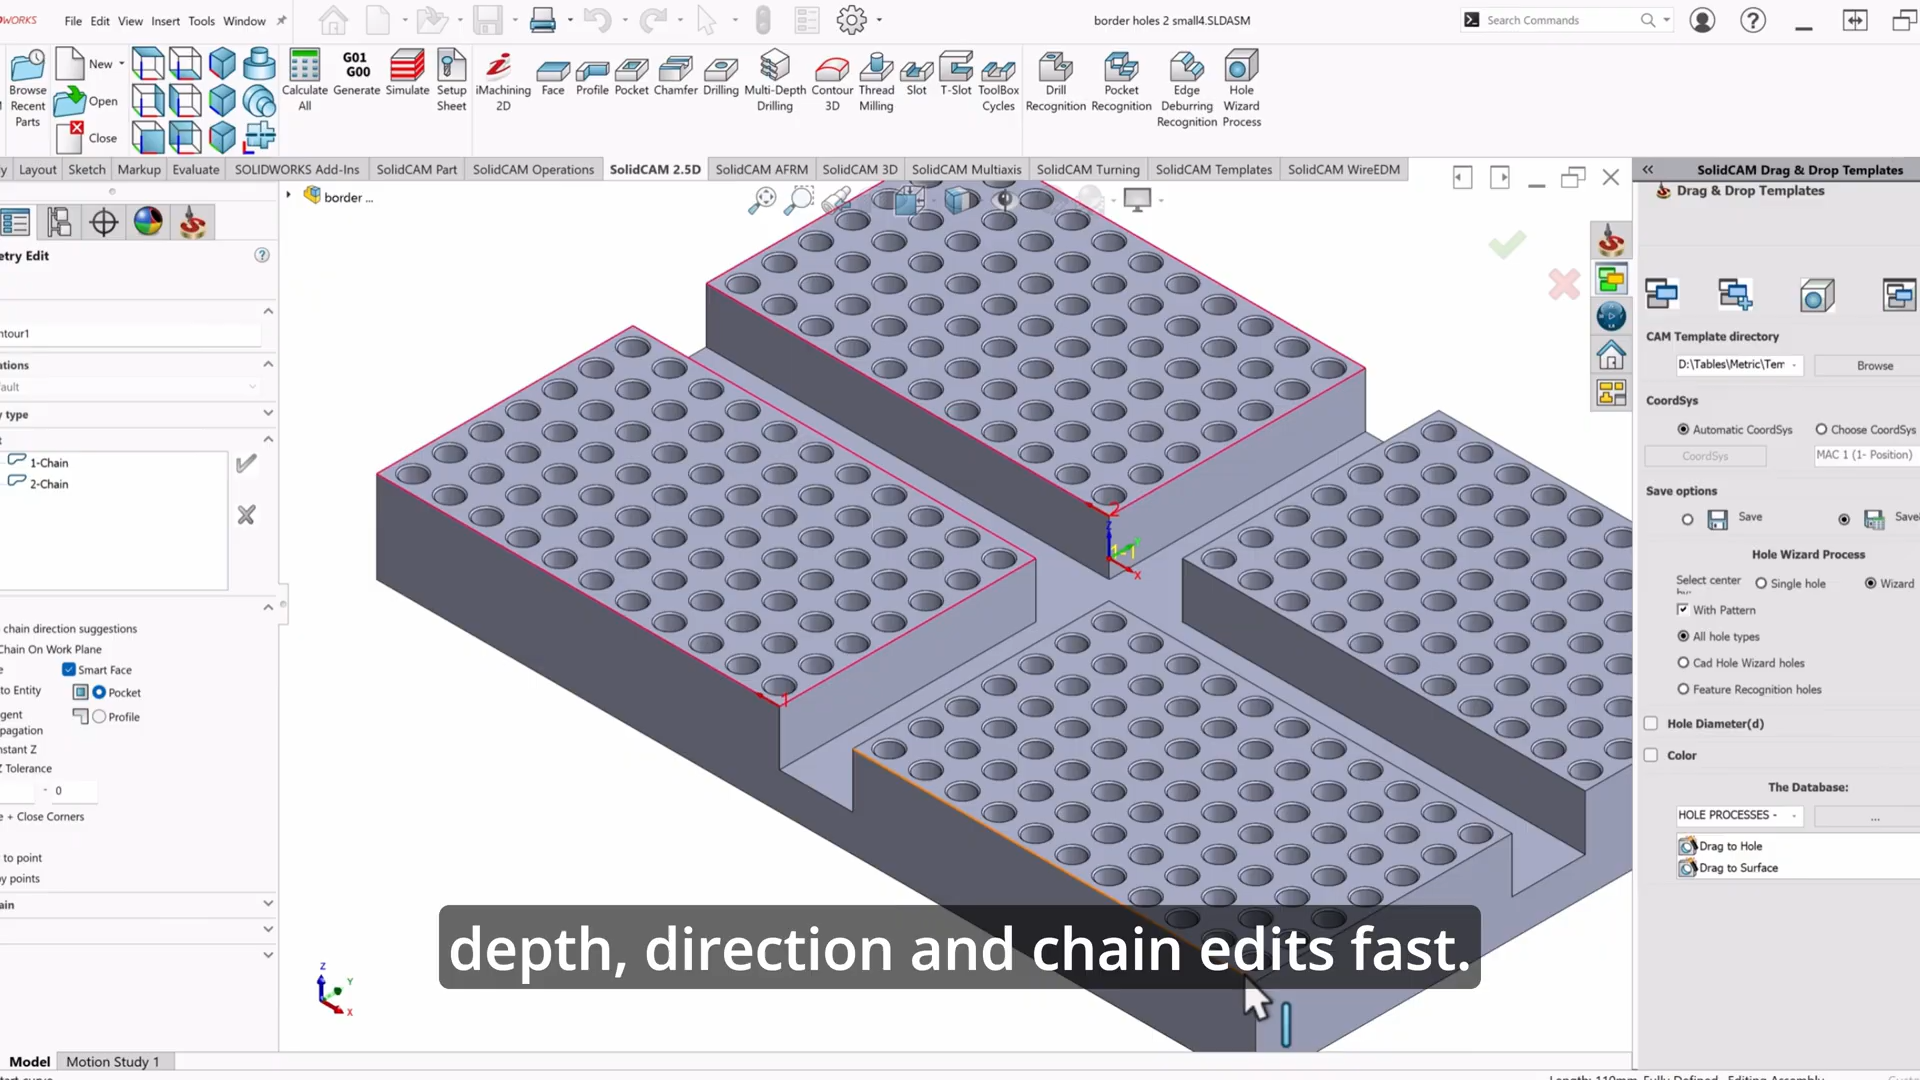 ORKS File Edit View Insert Tools Window
border holes 2 small4.SLDASM
Search Commands
Browse Recent Parts
New
Open
Close
Calculate All
G01 G00 Generate
Simulate
Setup Sheet
iMachining 2D
Face
Profile
Pocket
Chamfer
Drilling
Multi-Depth Drilling
Contour 3D
Thread Milling
Slot
T-Slot
ToolBox Cycles
Drill Recognition
Pocket Recognition
Edge Deburring Recognition
Hole Wizard Process
y Layout Sketch Markup Evaluate SOLIDWORKS Add-Ins SolidCAM Part SolidCAM Operations SolidCAM 2.5D SolidCAM AFRM SolidCAM 3D SolidCAM Multiaxis SolidCAM Turning SolidCAM Templates SolidCAM WireEDM
border ...
etry Edit
ntour1
ations
ault
y type
t
1-Chain
2-Chain
chain direction suggestions
Chain On Work Plane
e Smart Face
to Entity Pocket
gent
pagation
Profile
nstant Z
Z Tolerance
- 0
e + Close Corners
to point
y points
ain
1
2
Z
1-1
X
Z
Y
X
depth, direction and chain edits fast.
SolidCAM Drag & Drop Templates
Drag & Drop Templates
CAM Template directory
D:\Tables\Metric\Tem
Browse
CoordSys
Automatic CoordSys Choose CoordSys
CoordSys MAC 1 (1- Position)
Save options
Save Save
Hole Wizard Process
Select center by: Single hole Wizard
With Pattern
All hole types
Cad Hole Wizard holes
Feature Recognition holes
Hole Diameter(d)
Color
The Database:
HOLE PROCESSES - ...
Drag to Hole
Drag to Surface
Model Motion Study 1